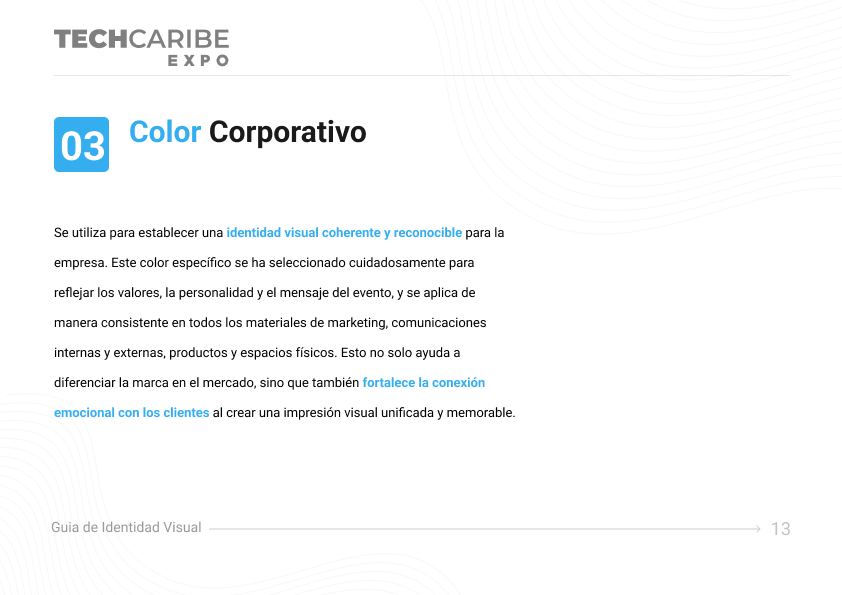 TECHCARIBE
EXPO
03
Color Corporativo
Se utiliza para establecer una identidad visual coherente y reconocible para la
empresa. Este color específico se ha seleccionado cuidadosamente para
reflejar los valores, la personalidad y el mensaje del evento, y se aplica de
manera consistente en todos los materiales de marketing, comunicaciones
internas y externas, productos y espacios físicos. Esto no solo ayuda a
diferenciar la marca en el mercado, sino que también fortalece la conexión
emocional con los clientes al crear una impresión visual unificada y memorable.
Guia de Identidad Visual
13